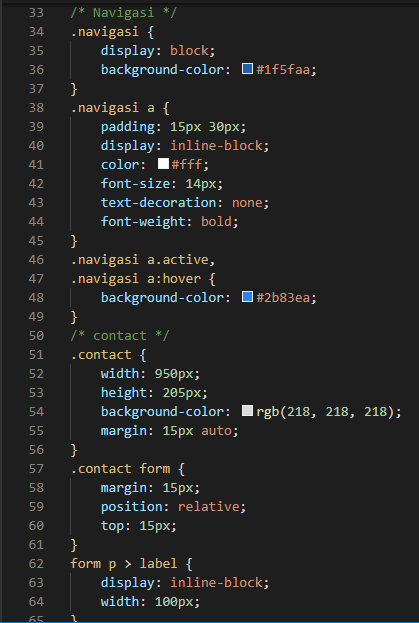 33 /* Navigasi */
34 .navigasi {
35     display: block;
36     background-color: #1f5faa;
37 }
38 .navigasi a {
39     padding: 15px 30px;
40     display: inline-block;
41     color: #fff;
42     font-size: 14px;
43     text-decoration: none;
44     font-weight: bold;
45 }
46 .navigasi a.active,
47 .navigasi a:hover {
48     background-color: #2b83ea;
49 }
50 /* contact */
51 .contact {
52     width: 950px;
53     height: 205px;
54     background-color: rgb(218, 218, 218);
55     margin: 15px auto;
56 }
57 .contact form {
58     margin: 15px;
59     position: relative;
60     top: 15px;
61 }
62 form p > label {
63     display: inline-block;
64     width: 100px;
65 }